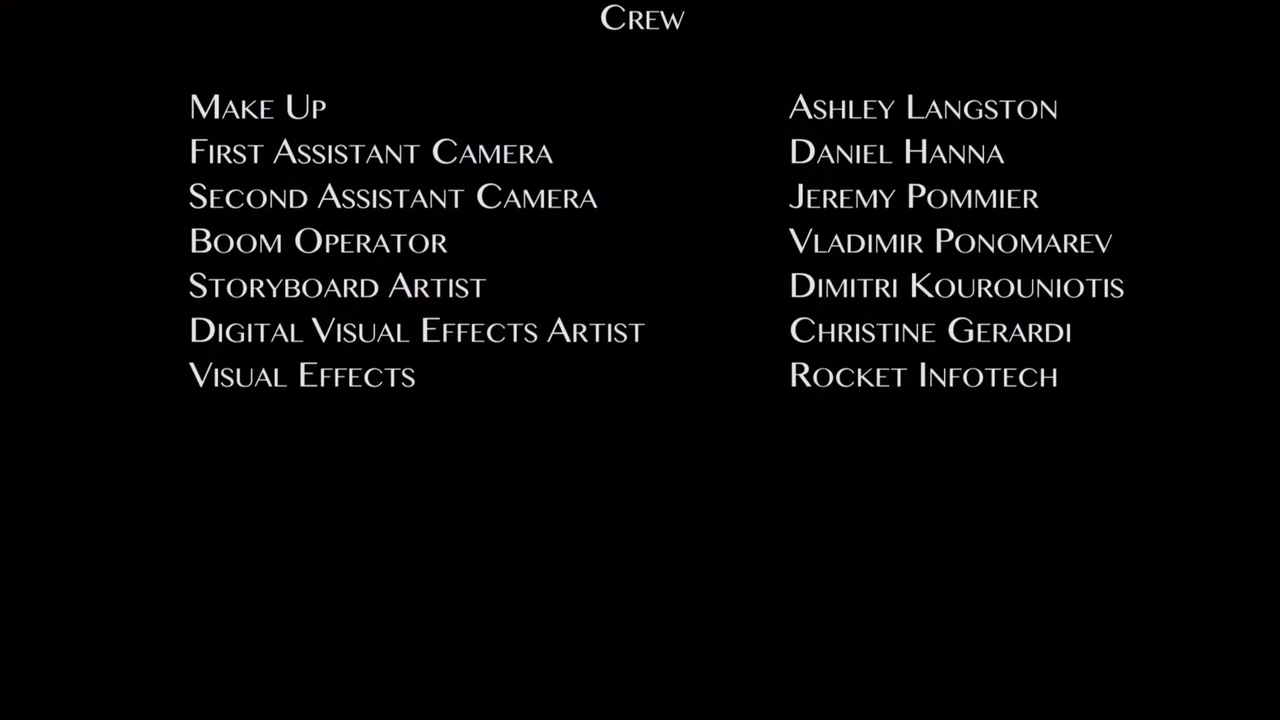 Crew
Make Up Ashley Langston
First Assistant Camera Daniel Hanna
Second Assistant Camera Jeremy Pommier
Boom Operator Vladimir Ponomarev
Storyboard Artist Dimitri Kourouniotis
Digital Visual Effects Artist Christine Gerardi
Visual Effects Rocket Infotech